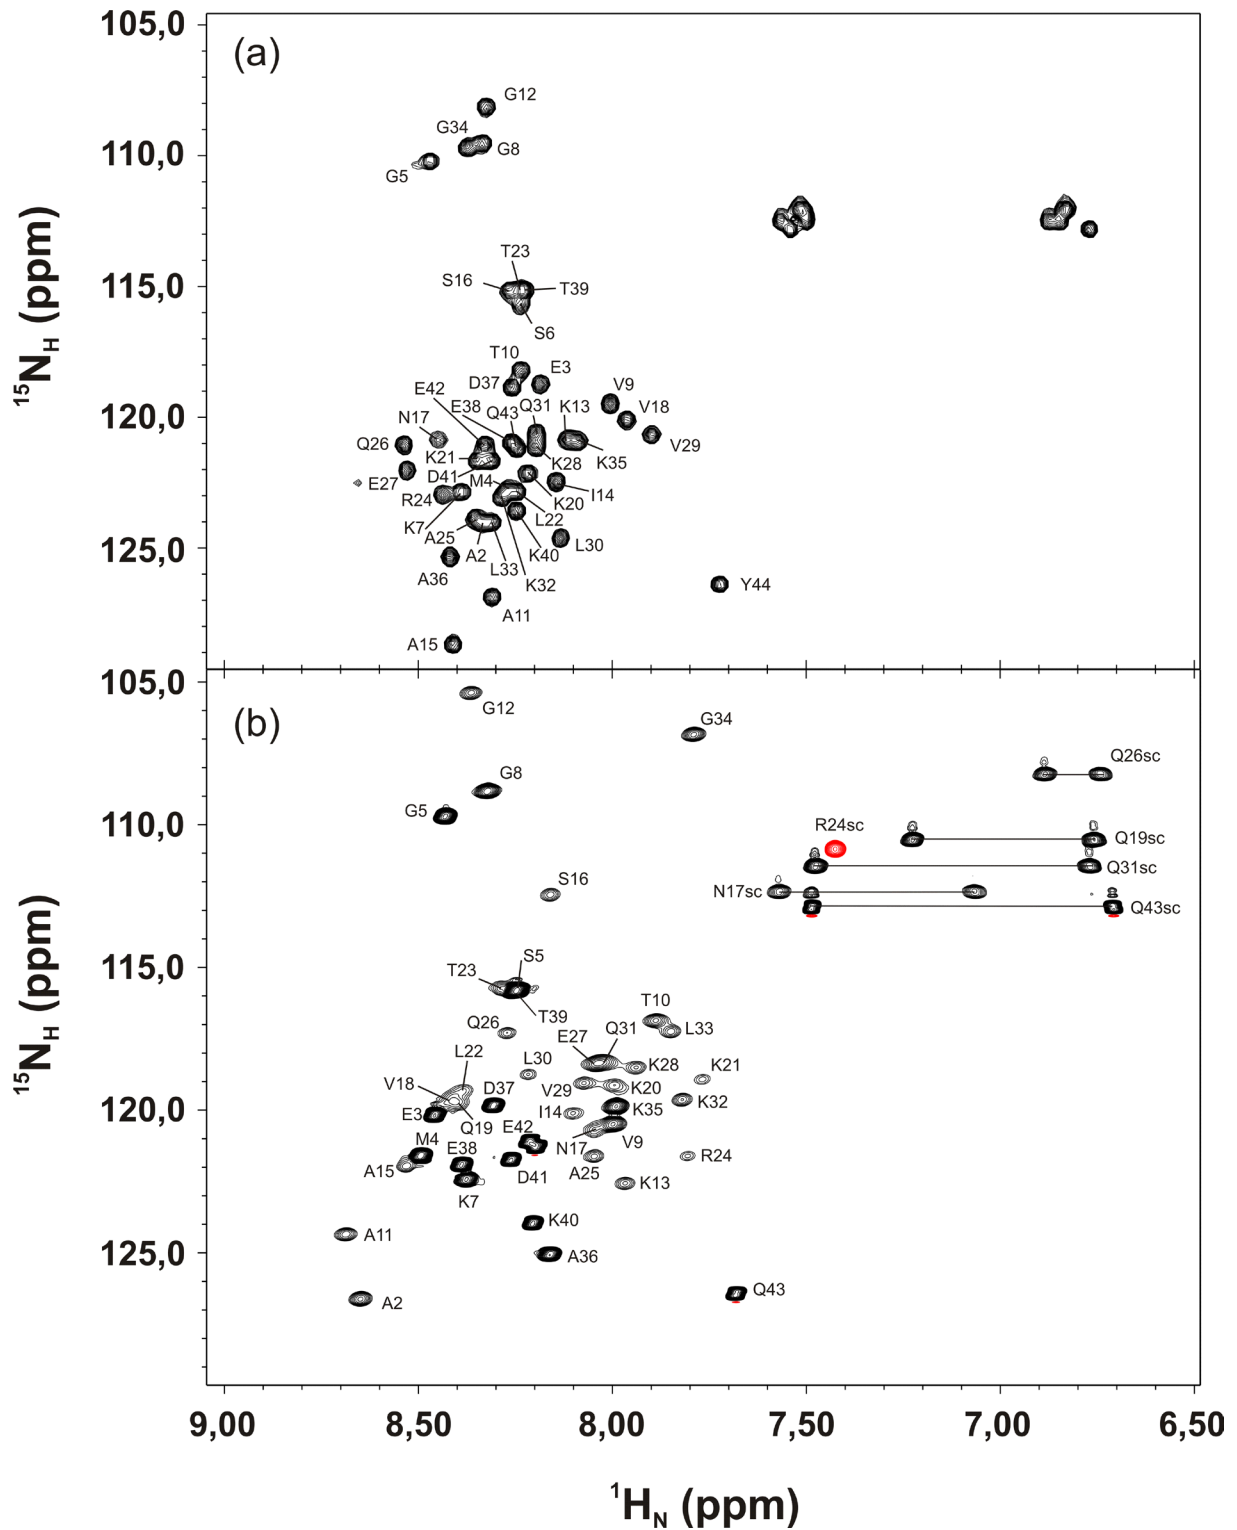 105,0
(a)
G12
G34
G8
110,0
G5
T23
S16
T39
115,0
S6
T10
E3
D37
E42
V9
E38
Q43
Q31
K13
V18
120,0
N17
V29
Q26
K21
K28
K35
D41
M4
E27
I14
R24
K20
L22
K7
A25
A2
K40
L30
L33
125,0
A36
K32
Y44
A11
A15
15NH (ppm)
105,0
(b)
G12
G34
Q26sc
G8
G5
110,0
R24sc
Q19sc
Q31sc
S16
N17sc
Q43sc
115,0
S5
T23
T39
T10
Q26
Q31
L33
E27
L22
L30
K28
K21
V18
D37
V29
K20
K32
120,0
E3
I14
K35
Q19
E42
M4
E38
N17
V9
A15
D41
A25
R24
K7
K13
K40
A11
125,0
A36
Q43
A2
15NH (ppm)
9,00 8,50 8,00 7,50 7,00 6,50
1HN (ppm)